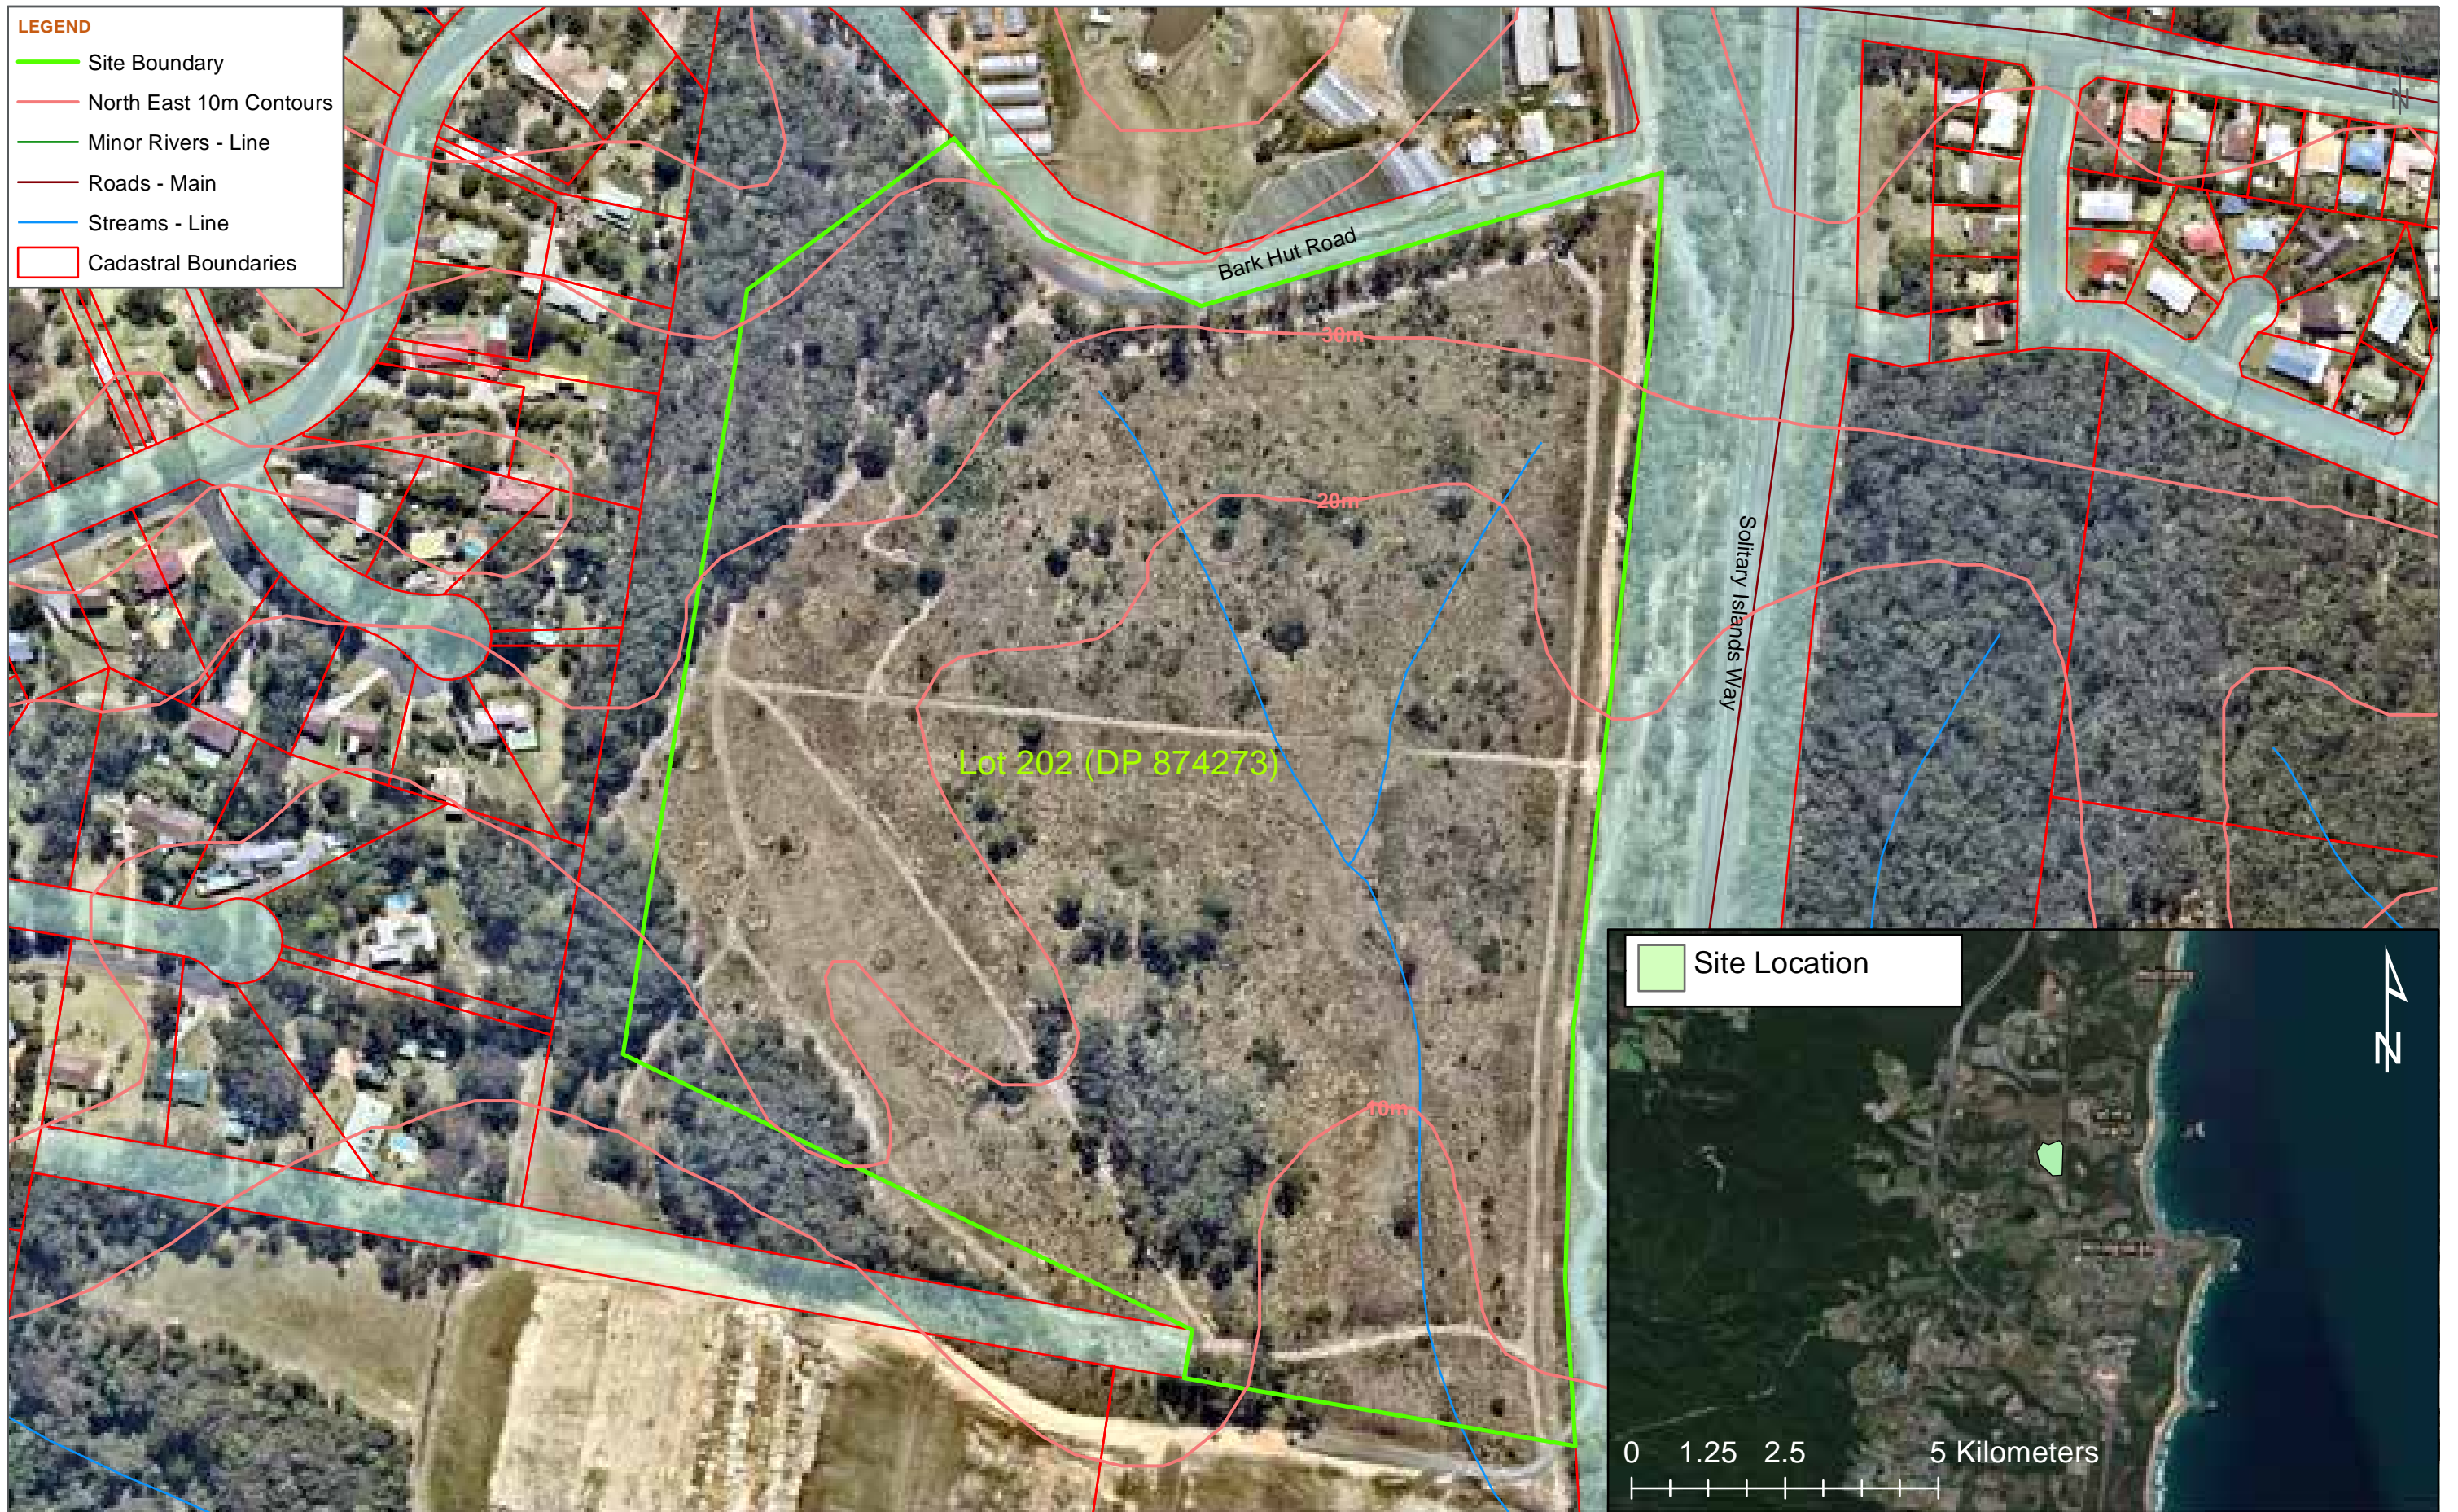 LEGEND
Site Boundary
North East 10m Contours
Minor Rivers - Line
Roads - Main
Streams - Line
Cadastral Boundaries
N
Bark Hut Road
30m
20m
Solitary Islands Way
Lot 202 (DP 874273)
10m
Site Location
N
0 1.25 2.5 5 Kilometers